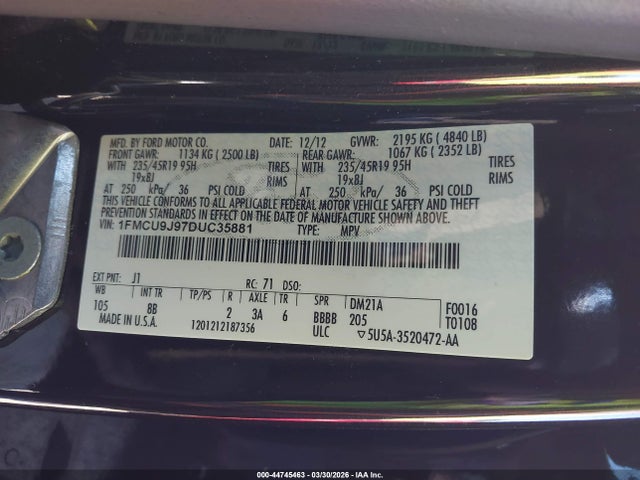 MFD. BY FORD MOTOR CO. 12/12 GVWR: 2195 KG ( 4840 LB)
FRONT GAWR: 1134 KG ( 2500 LB) REAR GAWR: 1067 KG ( 2352 LB)
WITH 235/45R19 95H TIRES WITH 235/45R19 95H TIRES
19x8J RIMS 19x8J RIMS
AT 250 kPa/ 36 PSI COLD AT 250 kPa/ 36 PSI COLD
THIS VEHICLE CONFORMS TO ALL APPLICABLE FEDERAL MOTOR VEHICLE SAFETY AND THEFT
PREVENTION STANDARDS IN EFFECT ON THE DATE OF MANUFACTURE SHOWN ABOVE.
VIN: 1FMCU9J97DUC35881 TYPE: MPV
EXT PNT: J1 RC: 71 DSO:
WB INT TR TP/PS R AXLE TR SPR DM21A F0016
105 8B 2 3A 6 BBBB 205 T0108
MADE IN U.S.A. 1201212187356 ULC ▽5U5A-3520472-AA
000-44745463 | 03/30/2026 - IAA Inc.